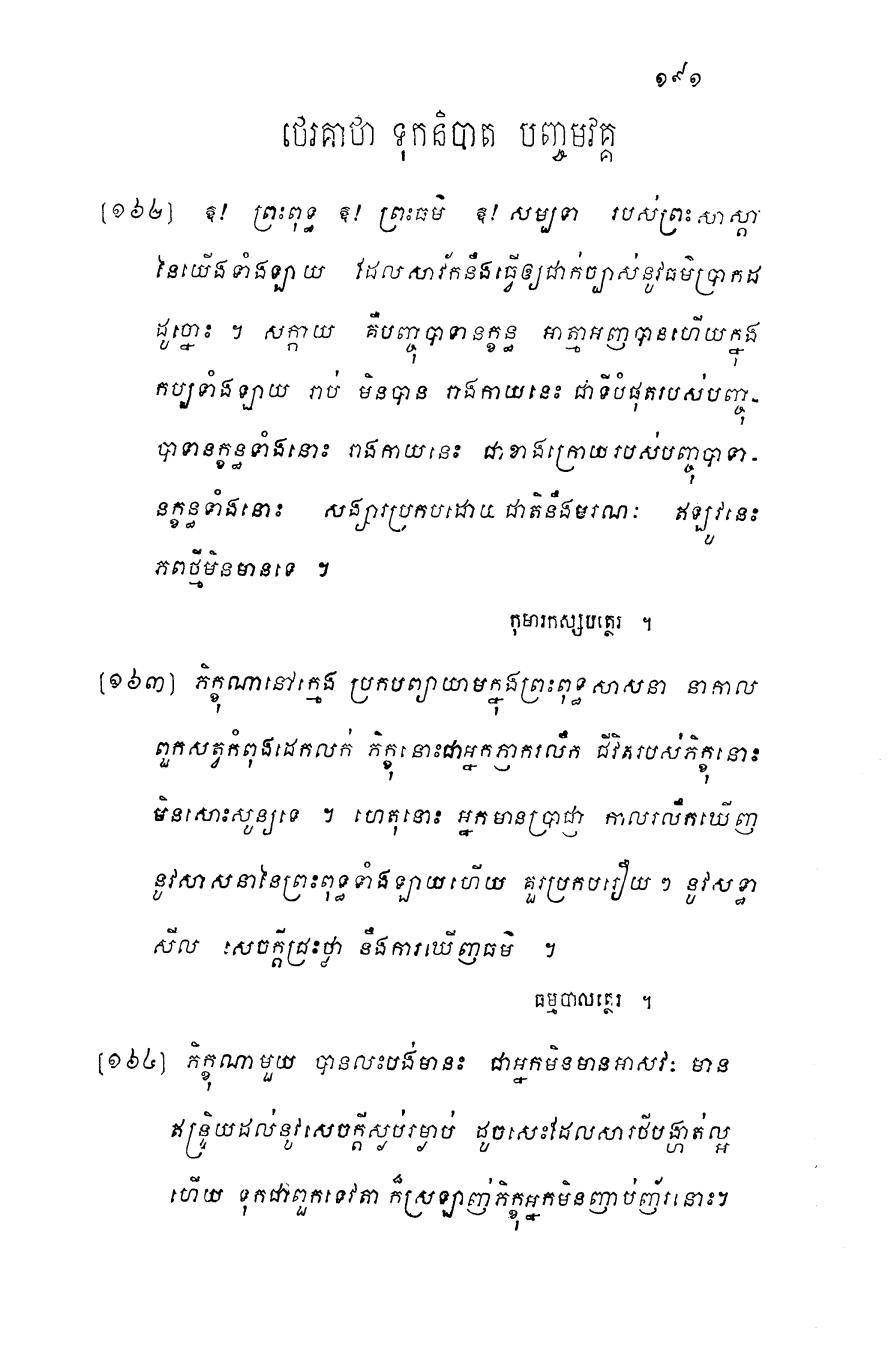 ១៩១
ថេរគាថា ទុកនិបាត បញ្ចមវគ្គ
[១៦២] ឱ! ព្រះពុទ្ធ ឱ! ព្រះធម៌ ឱ! សម្បទា របស់ព្រះសាស្តា
នៃយើងទាំងឡាយ ដែលសាវ័កនឹងធ្វើឲ្យជាក់ច្បាស់នូវធម៌ប្រាកដ
ដូច្នោះ ។ សក្កាយ គឺបញ្ចុបាទានក្ខន្ធ អាត្មាអញបានហើយក្នុង
កប្បទាំងឡាយ រាប់ មិនបាន រាងកាយនេះ ជាទីបំផុតរបស់បញ្ចុ-
បាទានក្ខន្ធទាំងនោះ រាងកាយនេះ ជាខាងក្រោយរបស់បញ្ចុបាទា-
នក្ខន្ធទាំងនោះ សង្សារប្រកបដោយ ជាតិនឹងមរណៈ ឥឡូវនេះ
ភពថ្មីមិនមានទេ ។
កុមារកស្សបត្ថេរ ។
[១៦៣] ភិក្ខុណានៅក្មេង ប្រកបព្យាយាមក្នុងព្រះពុទ្ធសាសនា នាកាល
ពួកសត្វកំពុងដេកលក់ ភិក្ខុនោះជាអ្នកភ្ញាករលឹក ជីវិតរបស់ភិក្ខុនោះ
មិនសោះសូន្យទេ ។ ហេតុនោះ អ្នកមានប្រាជ្ញា កាលរលឹកឃើញ
នូវសាសនានៃព្រះពុទ្ធទាំងឡាយហើយ គួរប្រកបរឿយ ៗ នូវសទ្ធា
សីល សេចក្តីជ្រះថ្លា នឹងការឃើញធម៌ ។
ធម្មបាលត្ថេរ ។
[១៦៤] ភិក្ខុណាមួយ បានលះបង់មានះ ជាអ្នកមិនមានអាសវៈ មាន
ឥន្ទ្រិយដល់នូវសេចក្តីស្ងប់រម្ងាប់ ដូចសេះដែលសារថីបង្ហាត់ល្អ
ហើយ ទុកជាពួកទេវតា ក៏ស្រឡាញ់ភិក្ខុអ្នកមិនញាប់ញ័រនោះ។